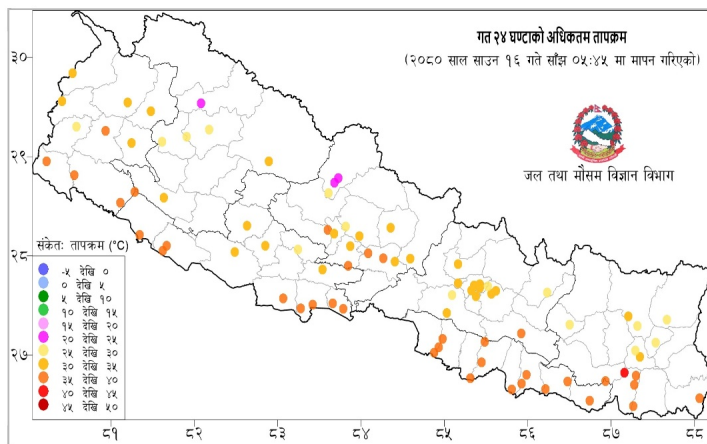 गत २४ घण्टाको अधिकतम तापक्रम
(२०८० साल साउन १६ गते साँझ ०५:४५ मा मापन गरिएको)
३०
२९
जल तथा मौसम विज्ञान विभाग
संकेतः तापक्रम (°C)
२८
-५ देखि ०
० देखि ५
५ देखि १०
१० देखि १५
१५ देखि २०
२० देखि २५
२५ देखि ३०
३० देखि ३५
३५ देखि ४०
४० देखि ४५
४५ देखि ५०
२७
८१ ८२ ८३ ८४ ८५ ८६ ८७ ८८